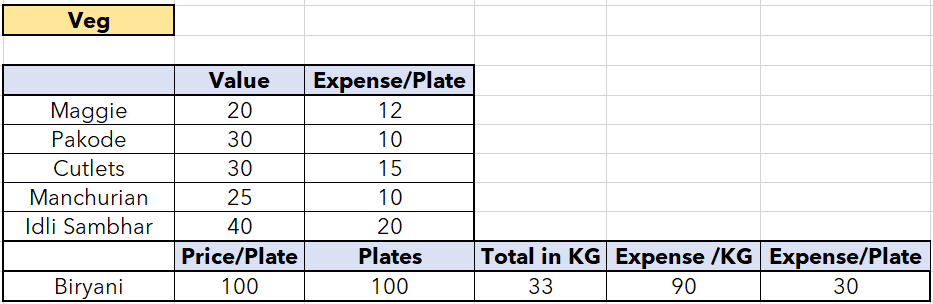 Veg
Value Expense/Plate
Maggie 20 12
Pakode 30 10
Cutlets 30 15
Manchurian 25 10
Idli Sambhar 40 20
Price/Plate Plates Total in KG Expense /KG Expense/Plate
Biryani 100 100 33 90 30